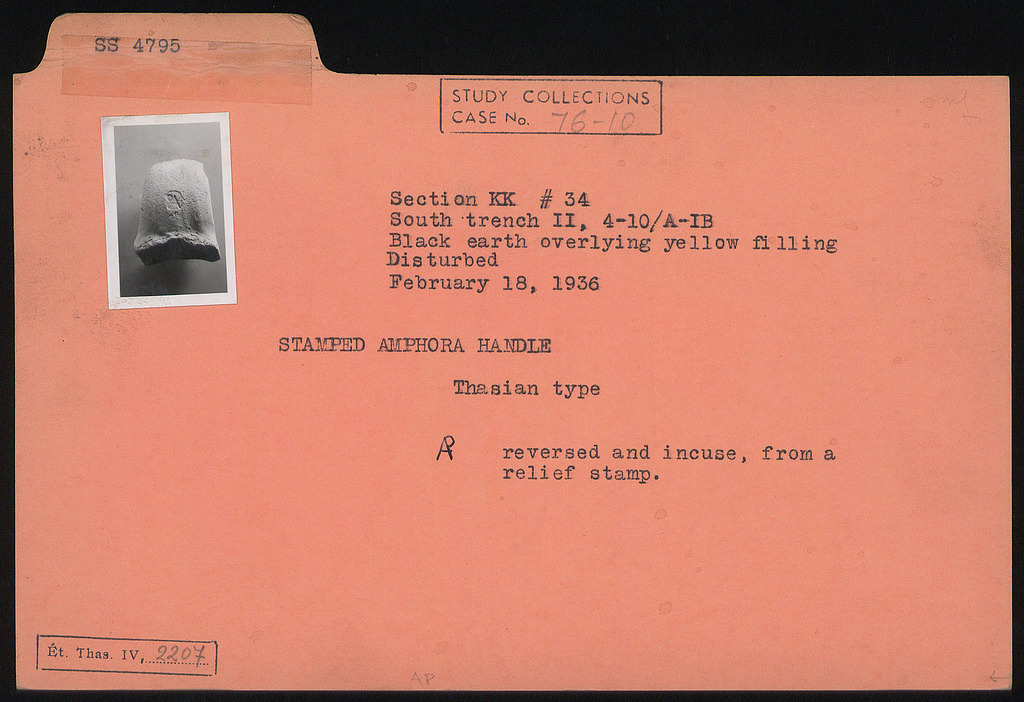 SS 4795
STUDY COLLECTIONS
CASE No. 76-10
Section KK # 34
South trench II, 4-10/A-IB
Black earth overlying yellow filling
Disturbed
February 18, 1936
STAMPED AMPHORA HANDLE
Thasian type
reversed and incuse, from a
relief stamp.
Ét. Thas. IV, 2207
AP